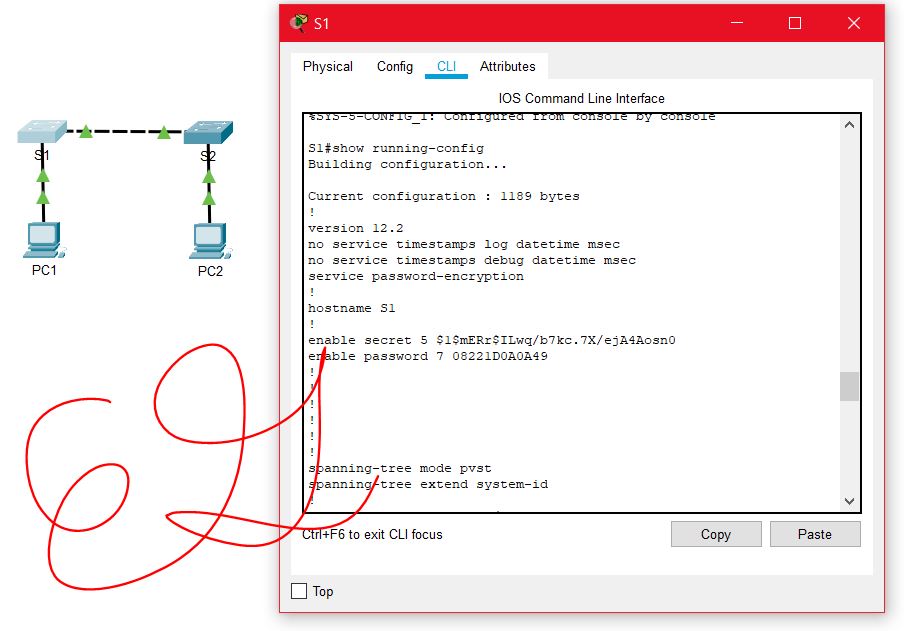 S1
Physical Config CLI Attributes
IOS Command Line Interface
%SYS-5-CONFIG_I: Configured from console by console
S1#show running-config
Building configuration...
Current configuration : 1189 bytes
!
version 12.2
no service timestamps log datetime msec
no service timestamps debug datetime msec
service password-encryption
!
hostname S1
!
enable secret 5 $1$mERr$ILwq/b7kc.7X/ejA4Aosn0
enable password 7 08221D0A0A49
!
!
!
!
!
!
spanning-tree mode pvst
spanning-tree extend system-id
!
Ctrl+F6 to exit CLI focus
Copy Paste
Top
S1 S2
PC1 PC2